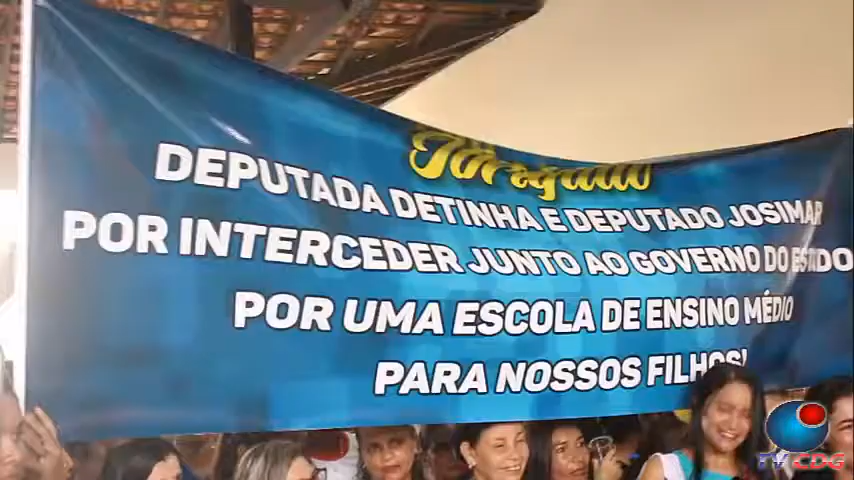 Obrigado
DEPUTADA DETINHA E DEPUTADO JOSIMAR
POR INTERCEDER JUNTO AO GOVERNO DO ESTADO
POR UMA ESCOLA DE ENSINO MÉDIO
PARA NOSSOS FILHOS!
TV CDG